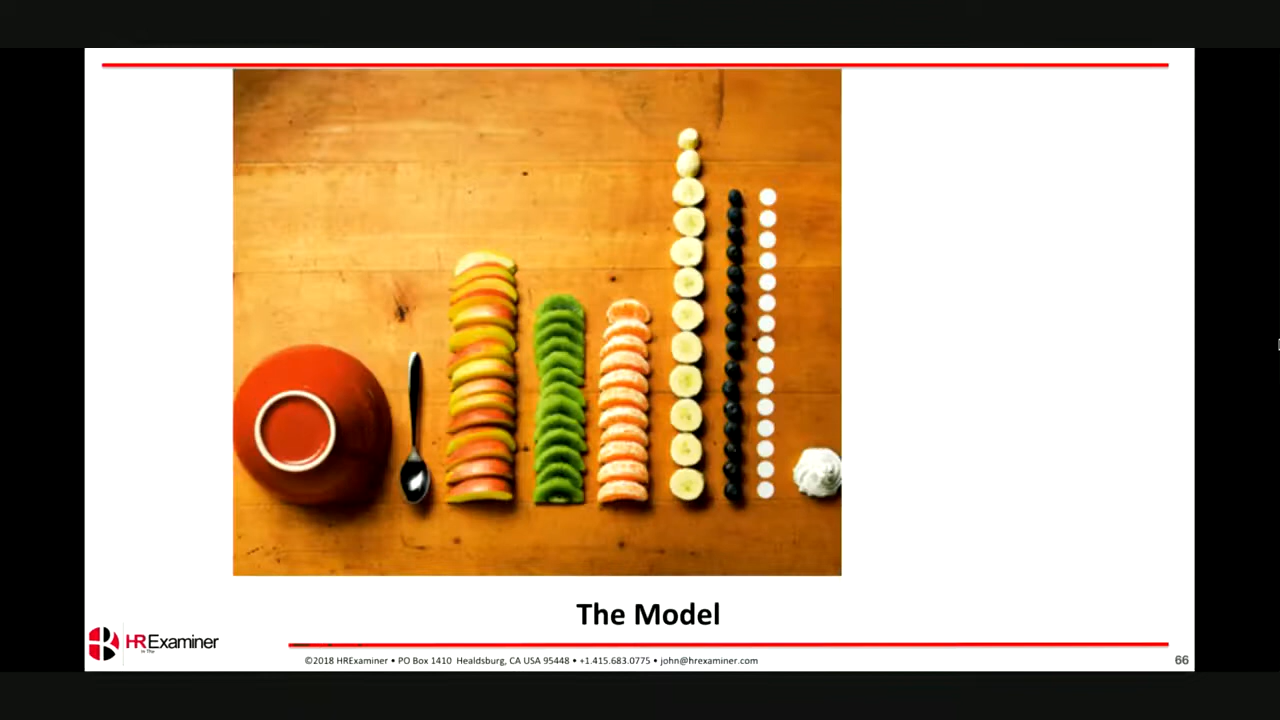 The Model
HRExaminer
©2018 HRExaminer • PO Box 1410 Healdsburg, CA USA 95448 • +1.415.683.0775 • john@hrexaminer.com
66